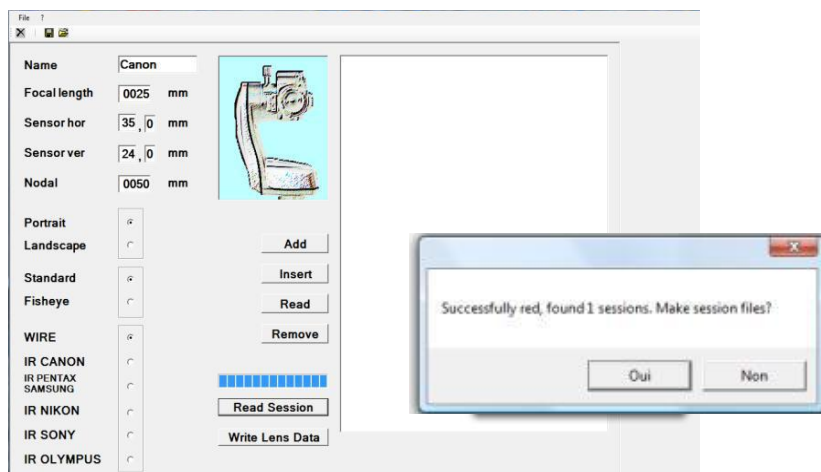 File ?
Name Canon
Focal length 0025 mm
Sensor hor 35 , 0 mm
Sensor ver 24 , 0 mm
Nodal 0050 mm
Portrait
Landscape
Standard
Fisheye
WIRE
IR CANON
IR PENTAX
SAMSUNG
IR NIKON
IR SONY
IR OLYMPUS
Add
Insert
Read
Remove
Read Session
Write Lens Data
Successfully red, found 1 sessions. Make session files?
Oui Non